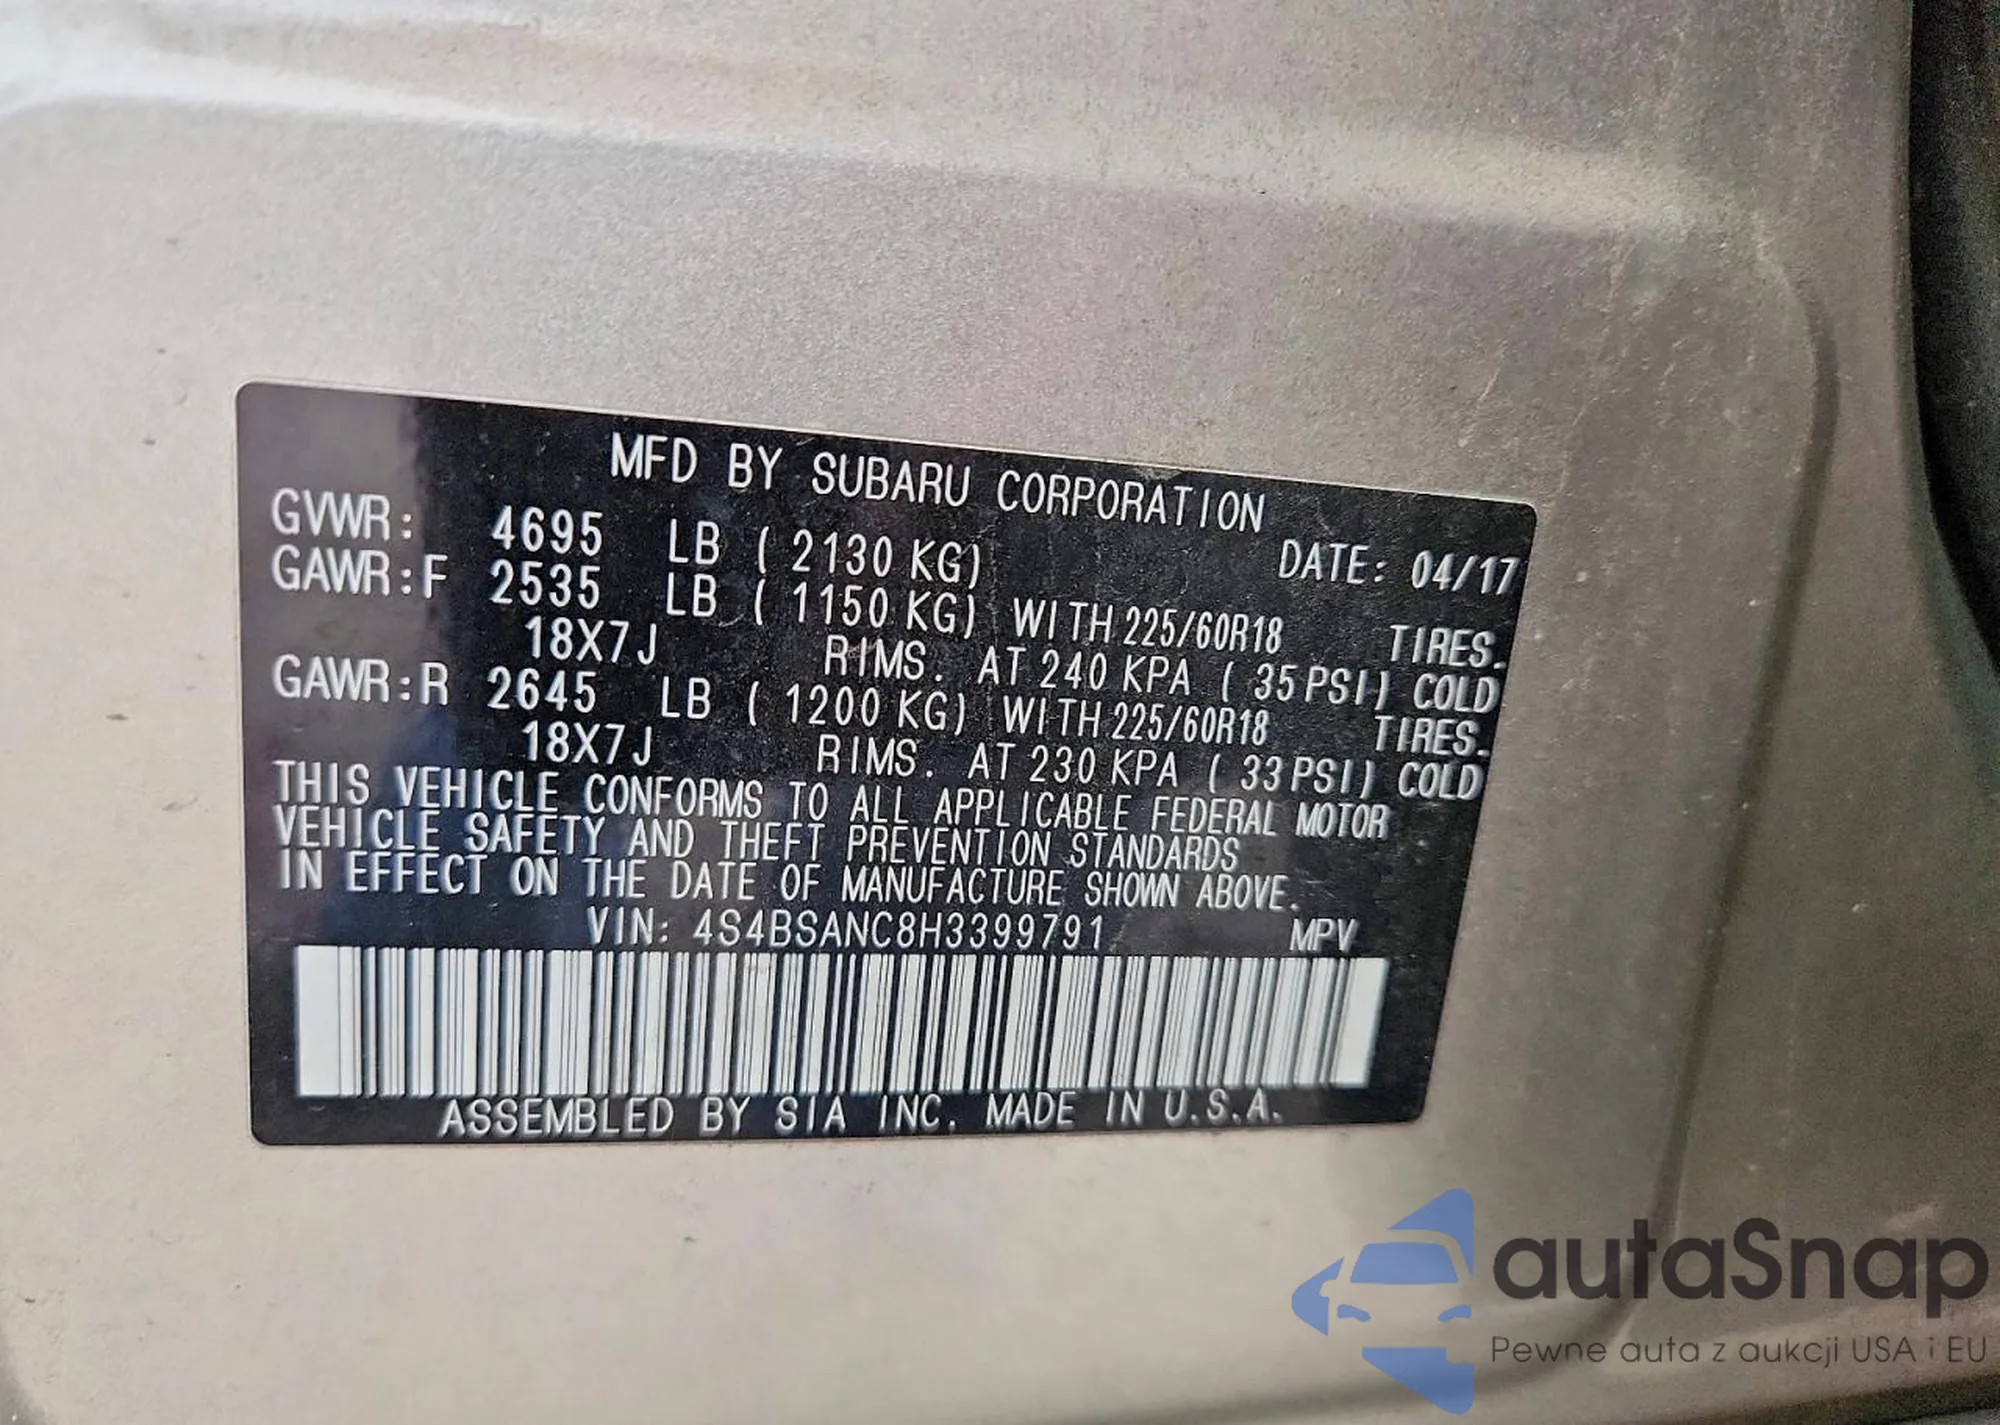 MFD BY SUBARU CORPORATION
GVWR: 4695 LB ( 2130 KG) DATE: 04/17
GAWR:F 2535 LB ( 1150 KG) WITH 225/60R18 TIRES.
18X7J RIMS. AT 240 KPA ( 35 PSI) COLD
GAWR:R 2645 LB ( 1200 KG) WITH 225/60R18 TIRES.
18X7J RIMS. AT 230 KPA ( 33 PSI) COLD
THIS VEHICLE CONFORMS TO ALL APPLICABLE FEDERAL MOTOR
VEHICLE SAFETY AND THEFT PREVENTION STANDARDS
IN EFFECT ON THE DATE OF MANUFACTURE SHOWN ABOVE.
VIN: 4S4BSANC8H3399791 MPV
ASSEMBLED BY SIA INC. MADE IN U.S.A.
autaSnap
Pewne auta z aukcji USA i EU